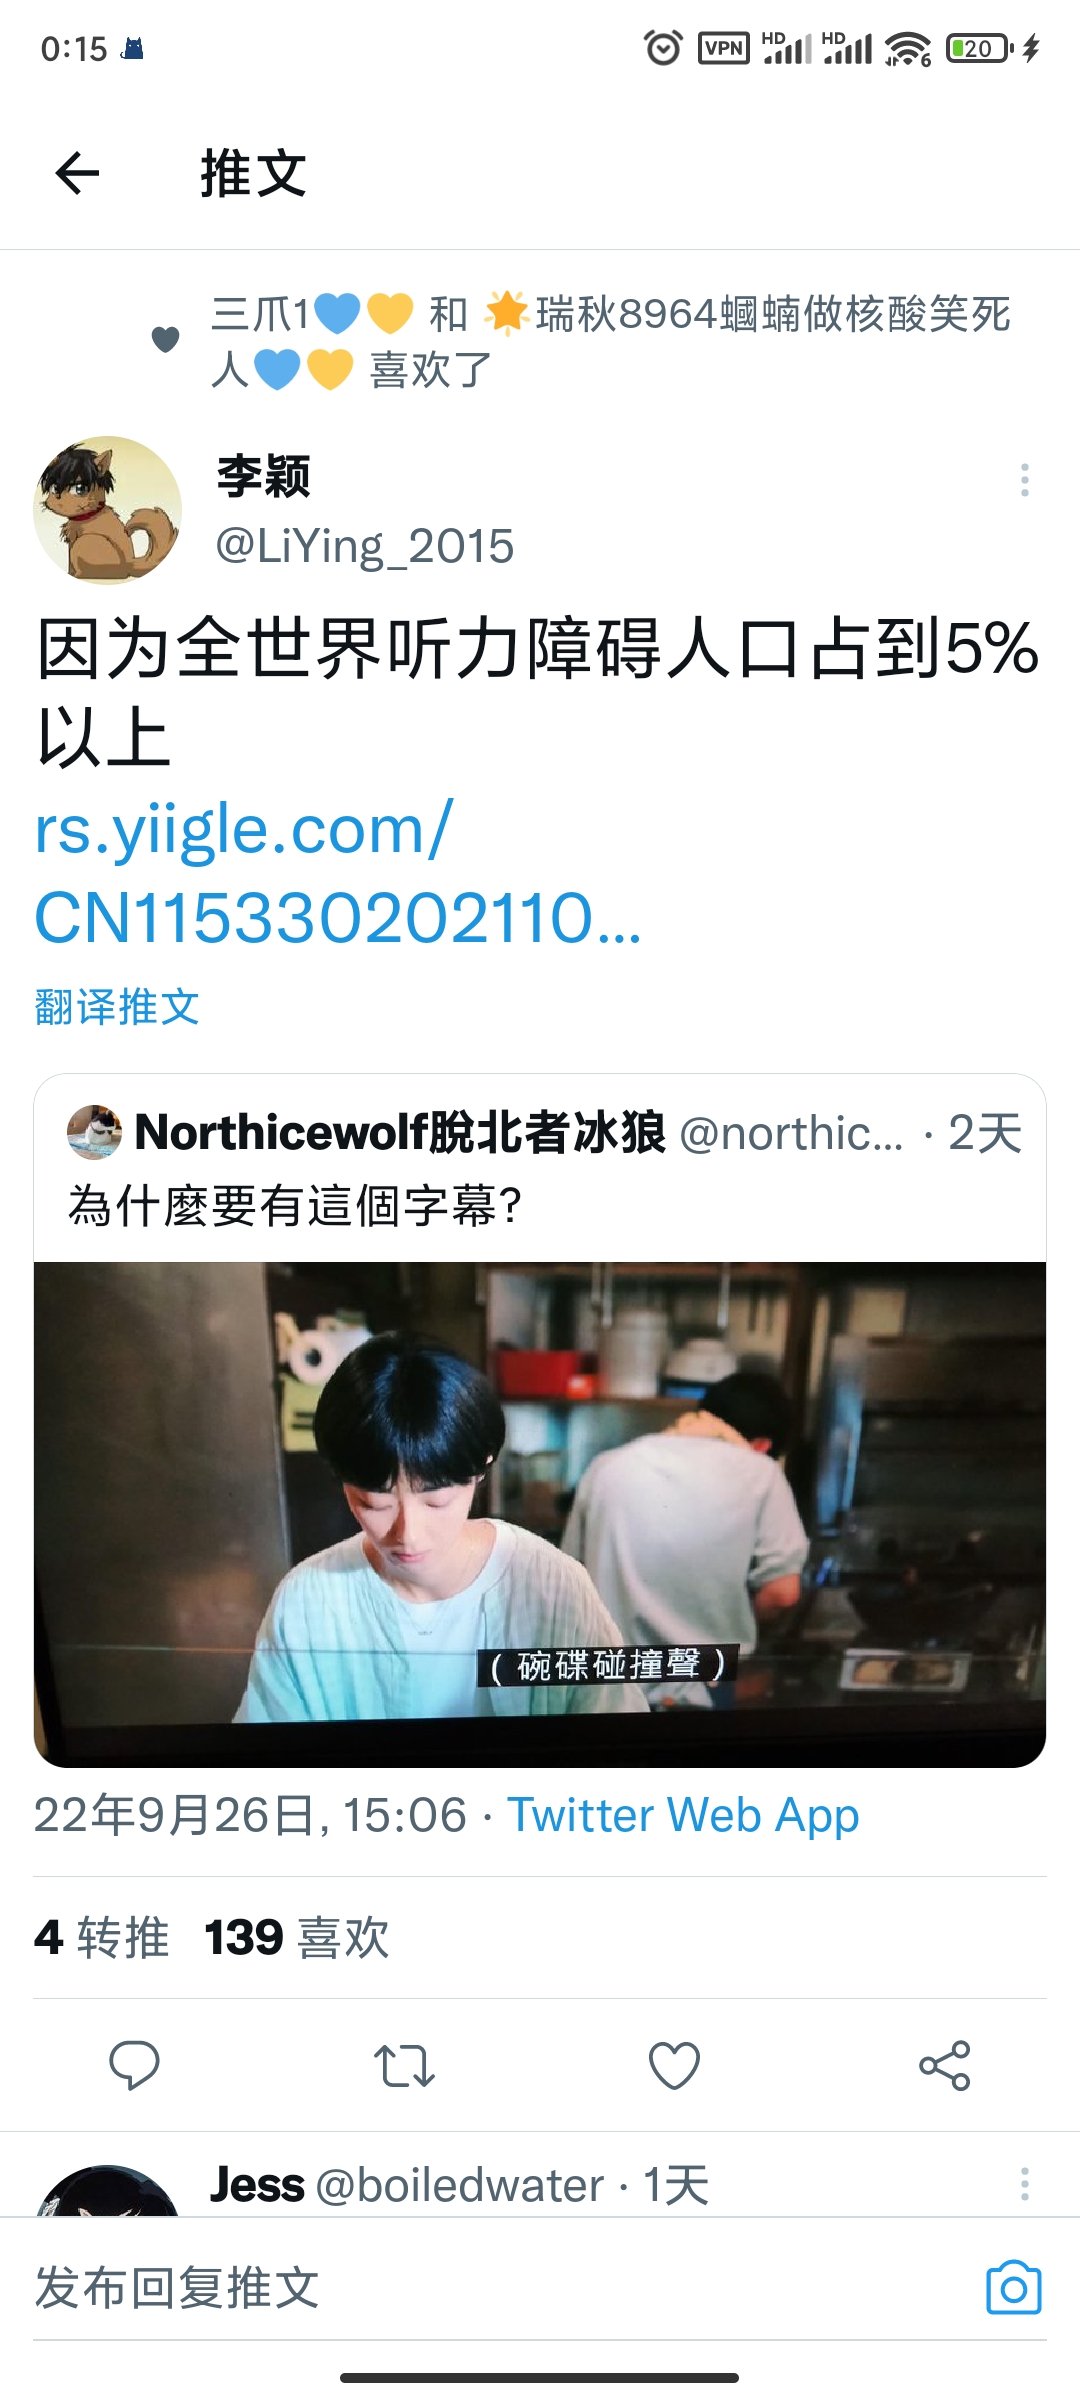 0:15
VPN HD HD 6 20
推文
三爪1💙💛 和 🌟瑞秋8964蟈蝻做核酸笑死
人💙💛 喜欢了
李颖
@LiYing_2015
因为全世界听力障碍人口占到5%
以上
rs.yiigle.com/
CN115330202110...
翻译推文
Northicewolf脫北者冰狼 @northic... · 2天
為什麼要有這個字幕?
( 碗碟碰撞聲 )
22年9月26日, 15:06 · Twitter Web App
4 转推 139 喜欢
Jess @boiledwater · 1天
发布回复推文